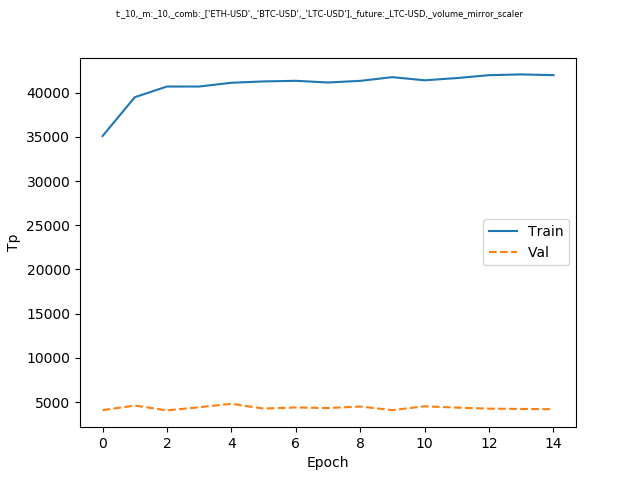 t:_10,_m:_10,_comb:_['ETH-USD',_'BTC-USD',_'LTC-USD'],_future:_LTC-USD,_volume_mirror_scaler
40000
35000
30000
25000
20000
15000
10000
5000
Tp
Train
Val
0 2 4 6 8 10 12 14
Epoch